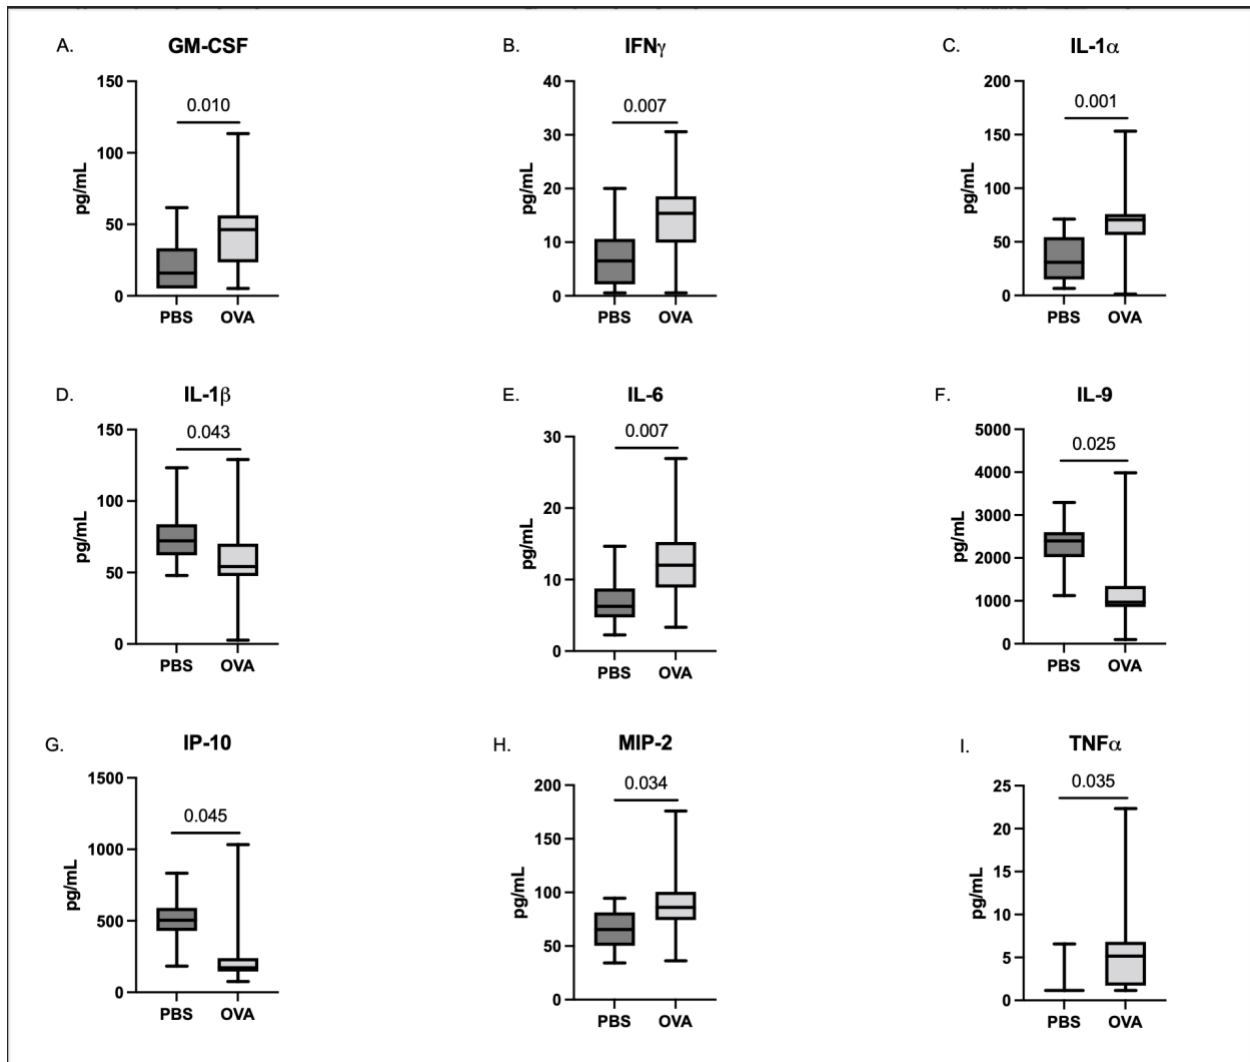 A. GM-CSF
150
0.010
100
pg/mL
50
0
PBS OVA
B. IFNγ
40
0.007
30
pg/mL
20
10
0
PBS OVA
C. IL-1α
200
0.001
150
pg/mL
100
50
0
PBS OVA
D. IL-1β
150
0.043
100
pg/mL
50
0
PBS OVA
E. IL-6
30
0.007
20
pg/mL
10
0
PBS OVA
F. IL-9
5000
0.025
4000
3000
pg/mL
2000
1000
0
PBS OVA
G. IP-10
1500
0.045
1000
pg/mL
500
0
PBS OVA
H. MIP-2
200
0.034
150
pg/mL
100
50
0
PBS OVA
I. TNFα
25
0.035
20
15
pg/mL
10
5
0
PBS OVA